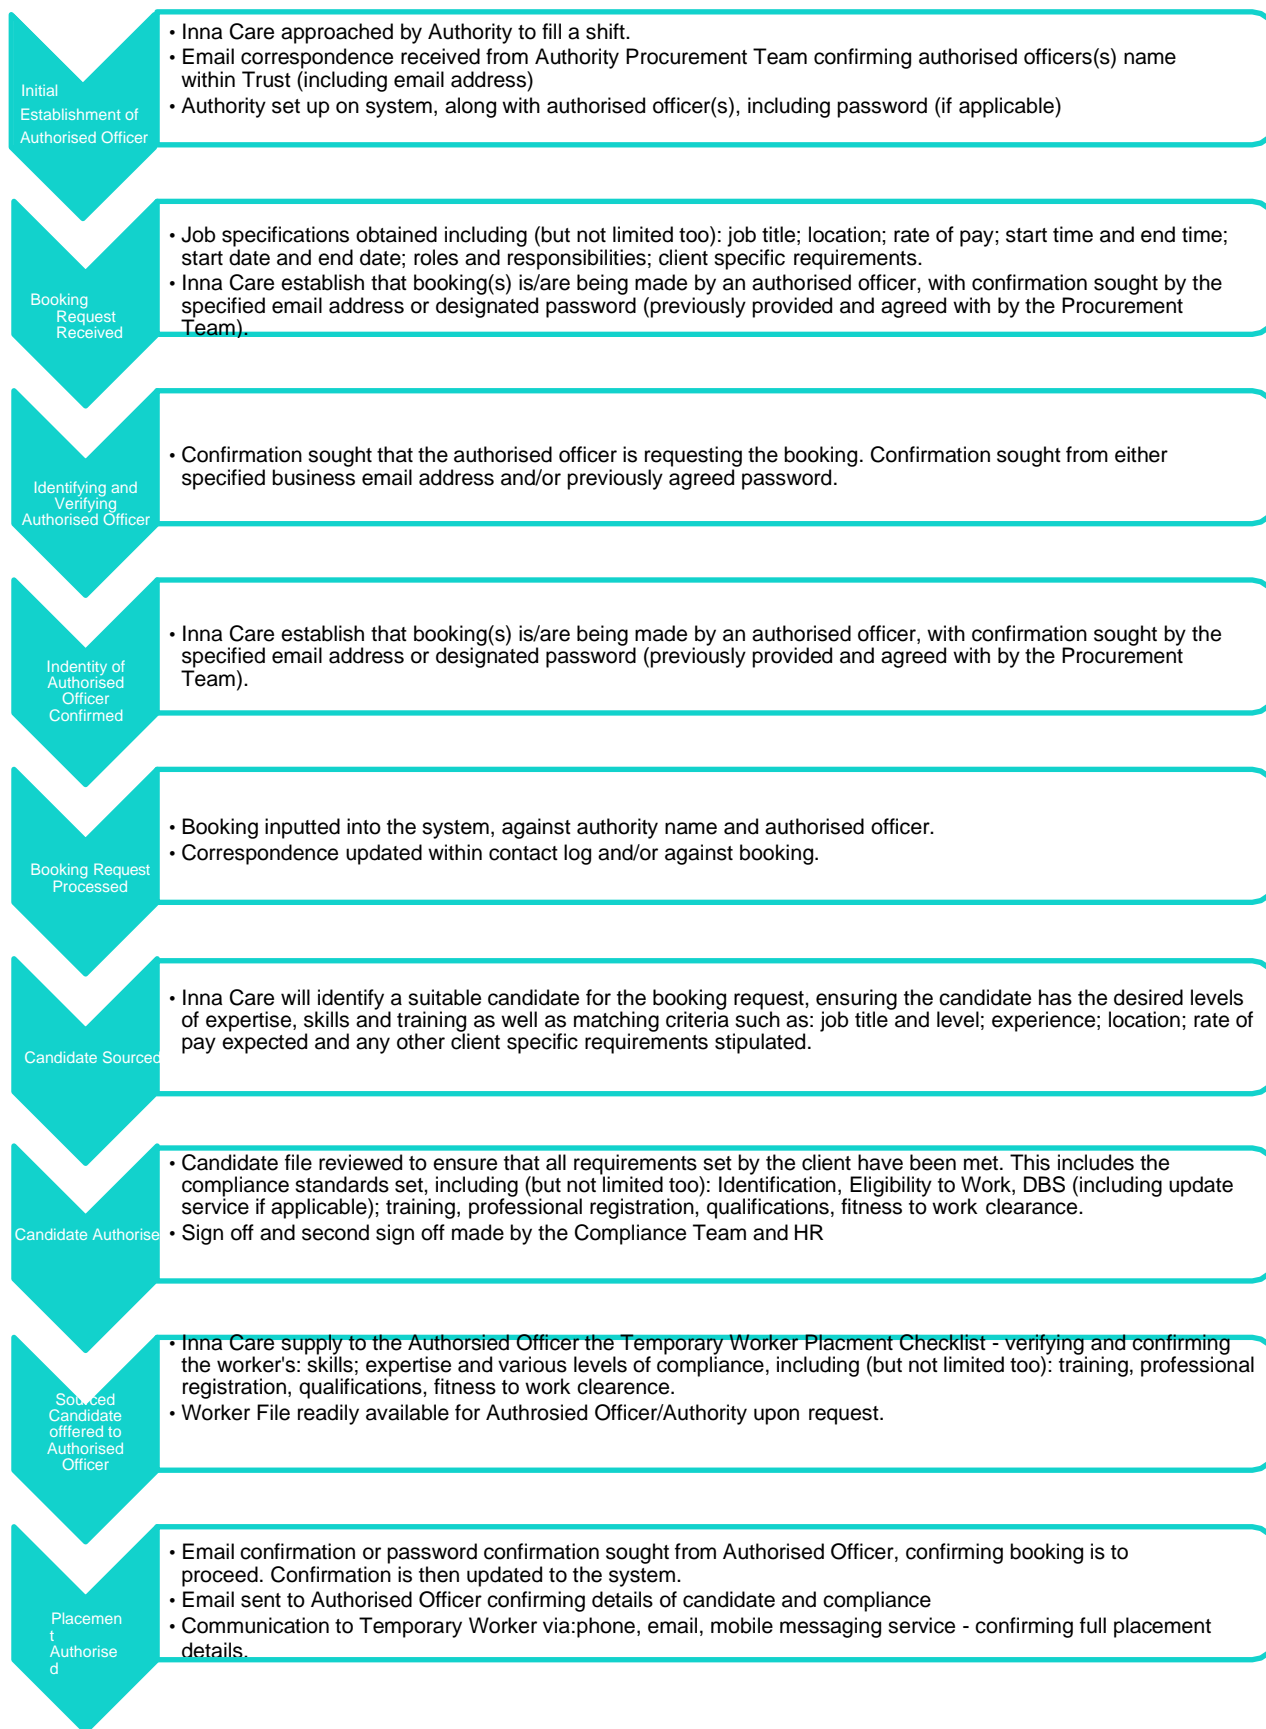 Initial
Establishment of
Authorised Officer
• Inna Care approached by Authority to fill a shift.
• Email correspondence received from Authority Procurement Team confirming authorised officers(s) name
within Trust (including email address)
• Authority set up on system, along with authorised officer(s), including password (if applicable)
Booking
Request
Received
• Job specifications obtained including (but not limited too): job title; location; rate of pay; start time and end time;
start date and end date; roles and responsibilities; client specific requirements.
• Inna Care establish that booking(s) is/are being made by an authorised officer, with confirmation sought by the
specified email address or designated password (previously provided and agreed with by the Procurement
Team).
Identifying and
Verifying
Authorised Officer
• Confirmation sought that the authorised officer is requesting the booking. Confirmation sought from either
specified business email address and/or previously agreed password.
Indentity of
Authorised
Officer
Confirmed
• Inna Care establish that booking(s) is/are being made by an authorised officer, with confirmation sought by the
specified email address or designated password (previously provided and agreed with by the Procurement
Team).
Booking Request
Processed
• Booking inputted into the system, against authority name and authorised officer.
• Correspondence updated within contact log and/or against booking.
Candidate Sourced
• Inna Care will identify a suitable candidate for the booking request, ensuring the candidate has the desired levels
of expertise, skills and training as well as matching criteria such as: job title and level; experience; location; rate of
pay expected and any other client specific requirements stipulated.
Candidate Authorise
• Candidate file reviewed to ensure that all requirements set by the client have been met. This includes the
compliance standards set, including (but not limited too): Identification, Eligibility to Work, DBS (including update
service if applicable); training, professional registration, qualifications, fitness to work clearance.
• Sign off and second sign off made by the Compliance Team and HR
Sourced
Candidate
offfered to
Authorised
Officer
• Inna Care supply to the Authorsied Officer the Temporary Worker Placment Checklist - verifying and confirming
the worker's: skills; expertise and various levels of compliance, including (but not limited too): training, professional
registration, qualifications, fitness to work clearence.
• Worker File readily available for Authrosied Officer/Authority upon request.
Placemen
t
Authorise
d
• Email confirmation or password confirmation sought from Authorised Officer, confirming booking is to
proceed. Confirmation is then updated to the system.
• Email sent to Authorised Officer confirming details of candidate and compliance
• Communication to Temporary Worker via:phone, email, mobile messaging service - confirming full placement
details.